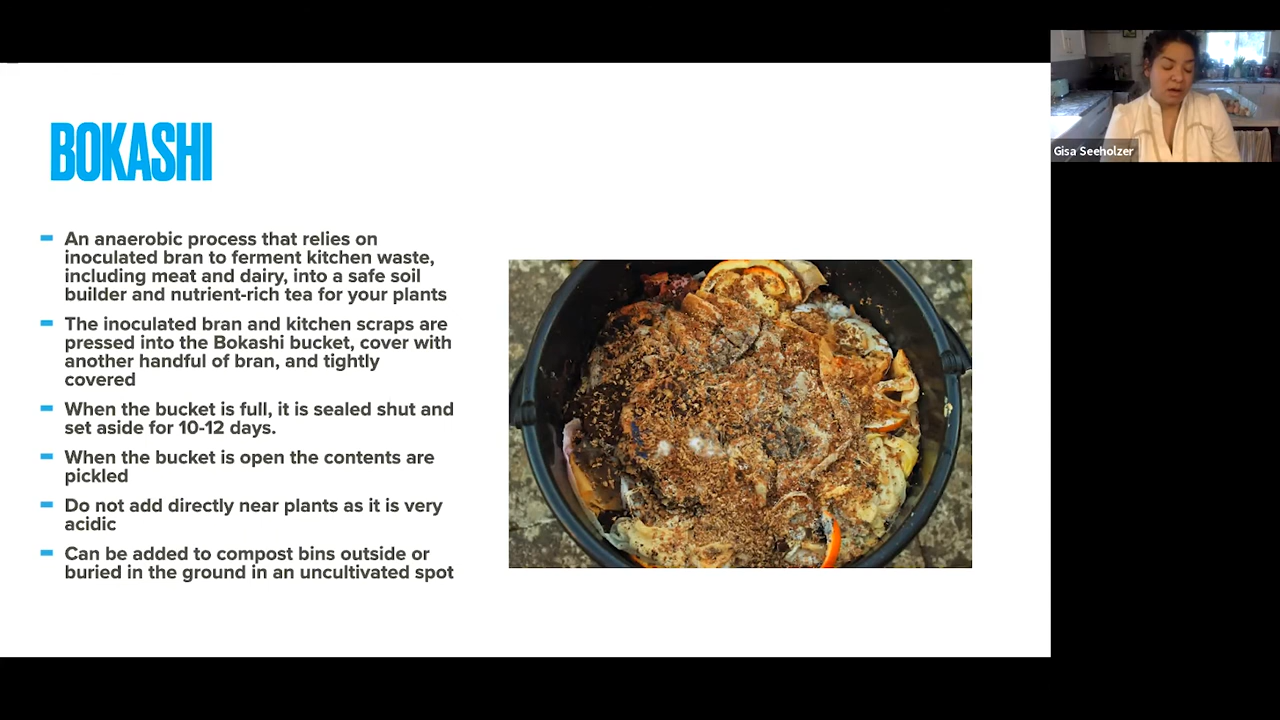 BOKASHI
An anaerobic process that relies on
inoculated bran to ferment kitchen waste,
including meat and dairy, into a safe soil
builder and nutrient-rich tea for your plants
The inoculated bran and kitchen scraps are
pressed into the Bokashi bucket, cover with
another handful of bran, and tightly
covered
When the bucket is full, it is sealed shut and
set aside for 10-12 days.
When the bucket is open the contents are
pickled
Do not add directly near plants as it is very
acidic
Can be added to compost bins outside or
buried in the ground in an uncultivated spot
Gisa Seeholzer